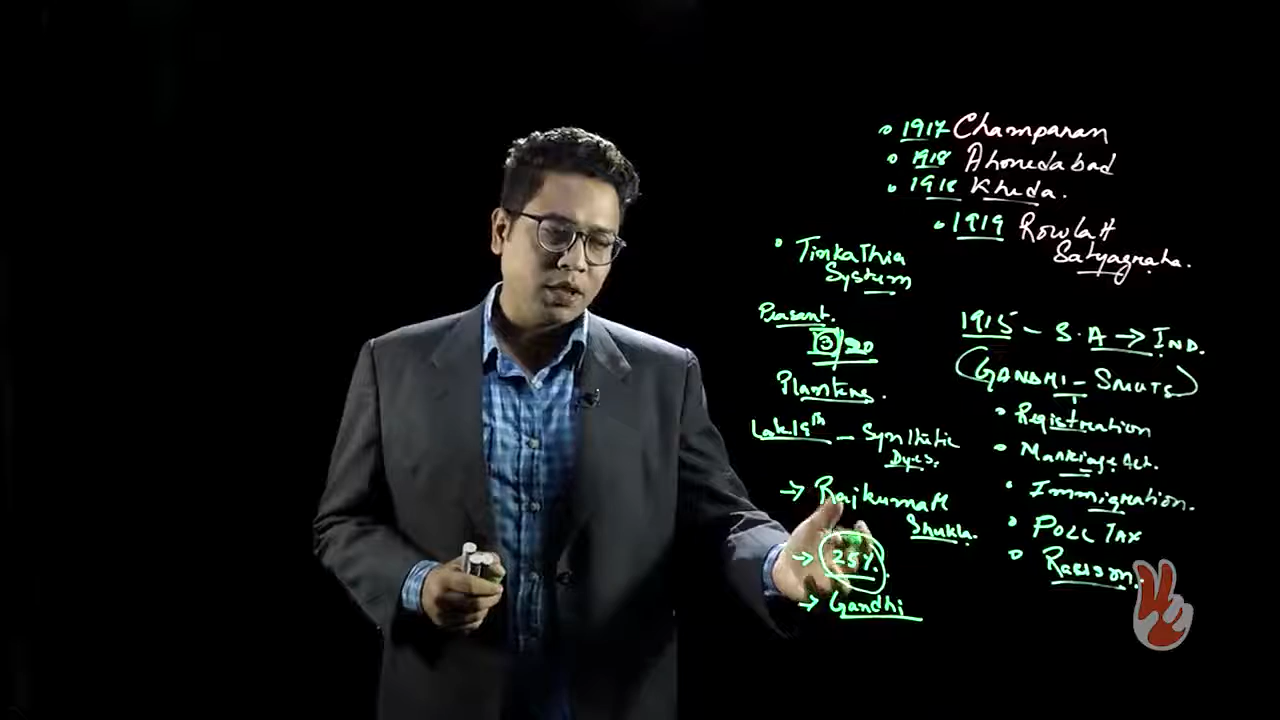 1917 Champaran
1918 Ahmedabad
1918 Kheda.
1919 Rowlatt
Satyagraha.
Tinkathia
System
Peasant.
3/20
Planters.
Late 19th - Synthetic
Dyes.
→ Rajkumar
Shukla.
→ 25%.
→ Gandhi
1915 - S.A → IND.
(GANDHI - SMUTS)
Registration
Marriage Act.
Immigration.
POLL TAX
Racism.